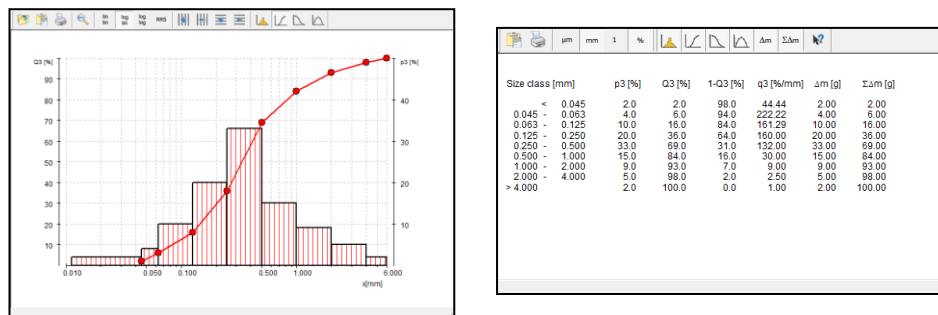 lin lin log lin log log RRS
Q3 [%] p3 [%]
90
80 40
70
60 30
50
40 20
30
20 10
10
0.010 0.050 0.100 0.500 1.000 6.000
x[mm]
µm mm 1 % Δm ΣΔm
Size class [mm] p3 [%] Q3 [%] 1-Q3 [%] q3 [%/mm] Δm [g] ΣΔm [g]
< 0.045 2.0 2.0 98.0 44.44 2.00 2.00
0.045 - 0.063 4.0 6.0 94.0 222.22 4.00 6.00
0.063 - 0.125 10.0 16.0 84.0 161.29 10.00 16.00
0.125 - 0.250 20.0 36.0 64.0 160.00 20.00 36.00
0.250 - 0.500 33.0 69.0 31.0 132.00 33.00 69.00
0.500 - 1.000 15.0 84.0 16.0 30.00 15.00 84.00
1.000 - 2.000 9.0 93.0 7.0 9.00 9.00 93.00
2.000 - 4.000 5.0 98.0 2.0 2.50 5.00 98.00
> 4.000 2.0 100.0 0.0 1.00 2.00 100.00